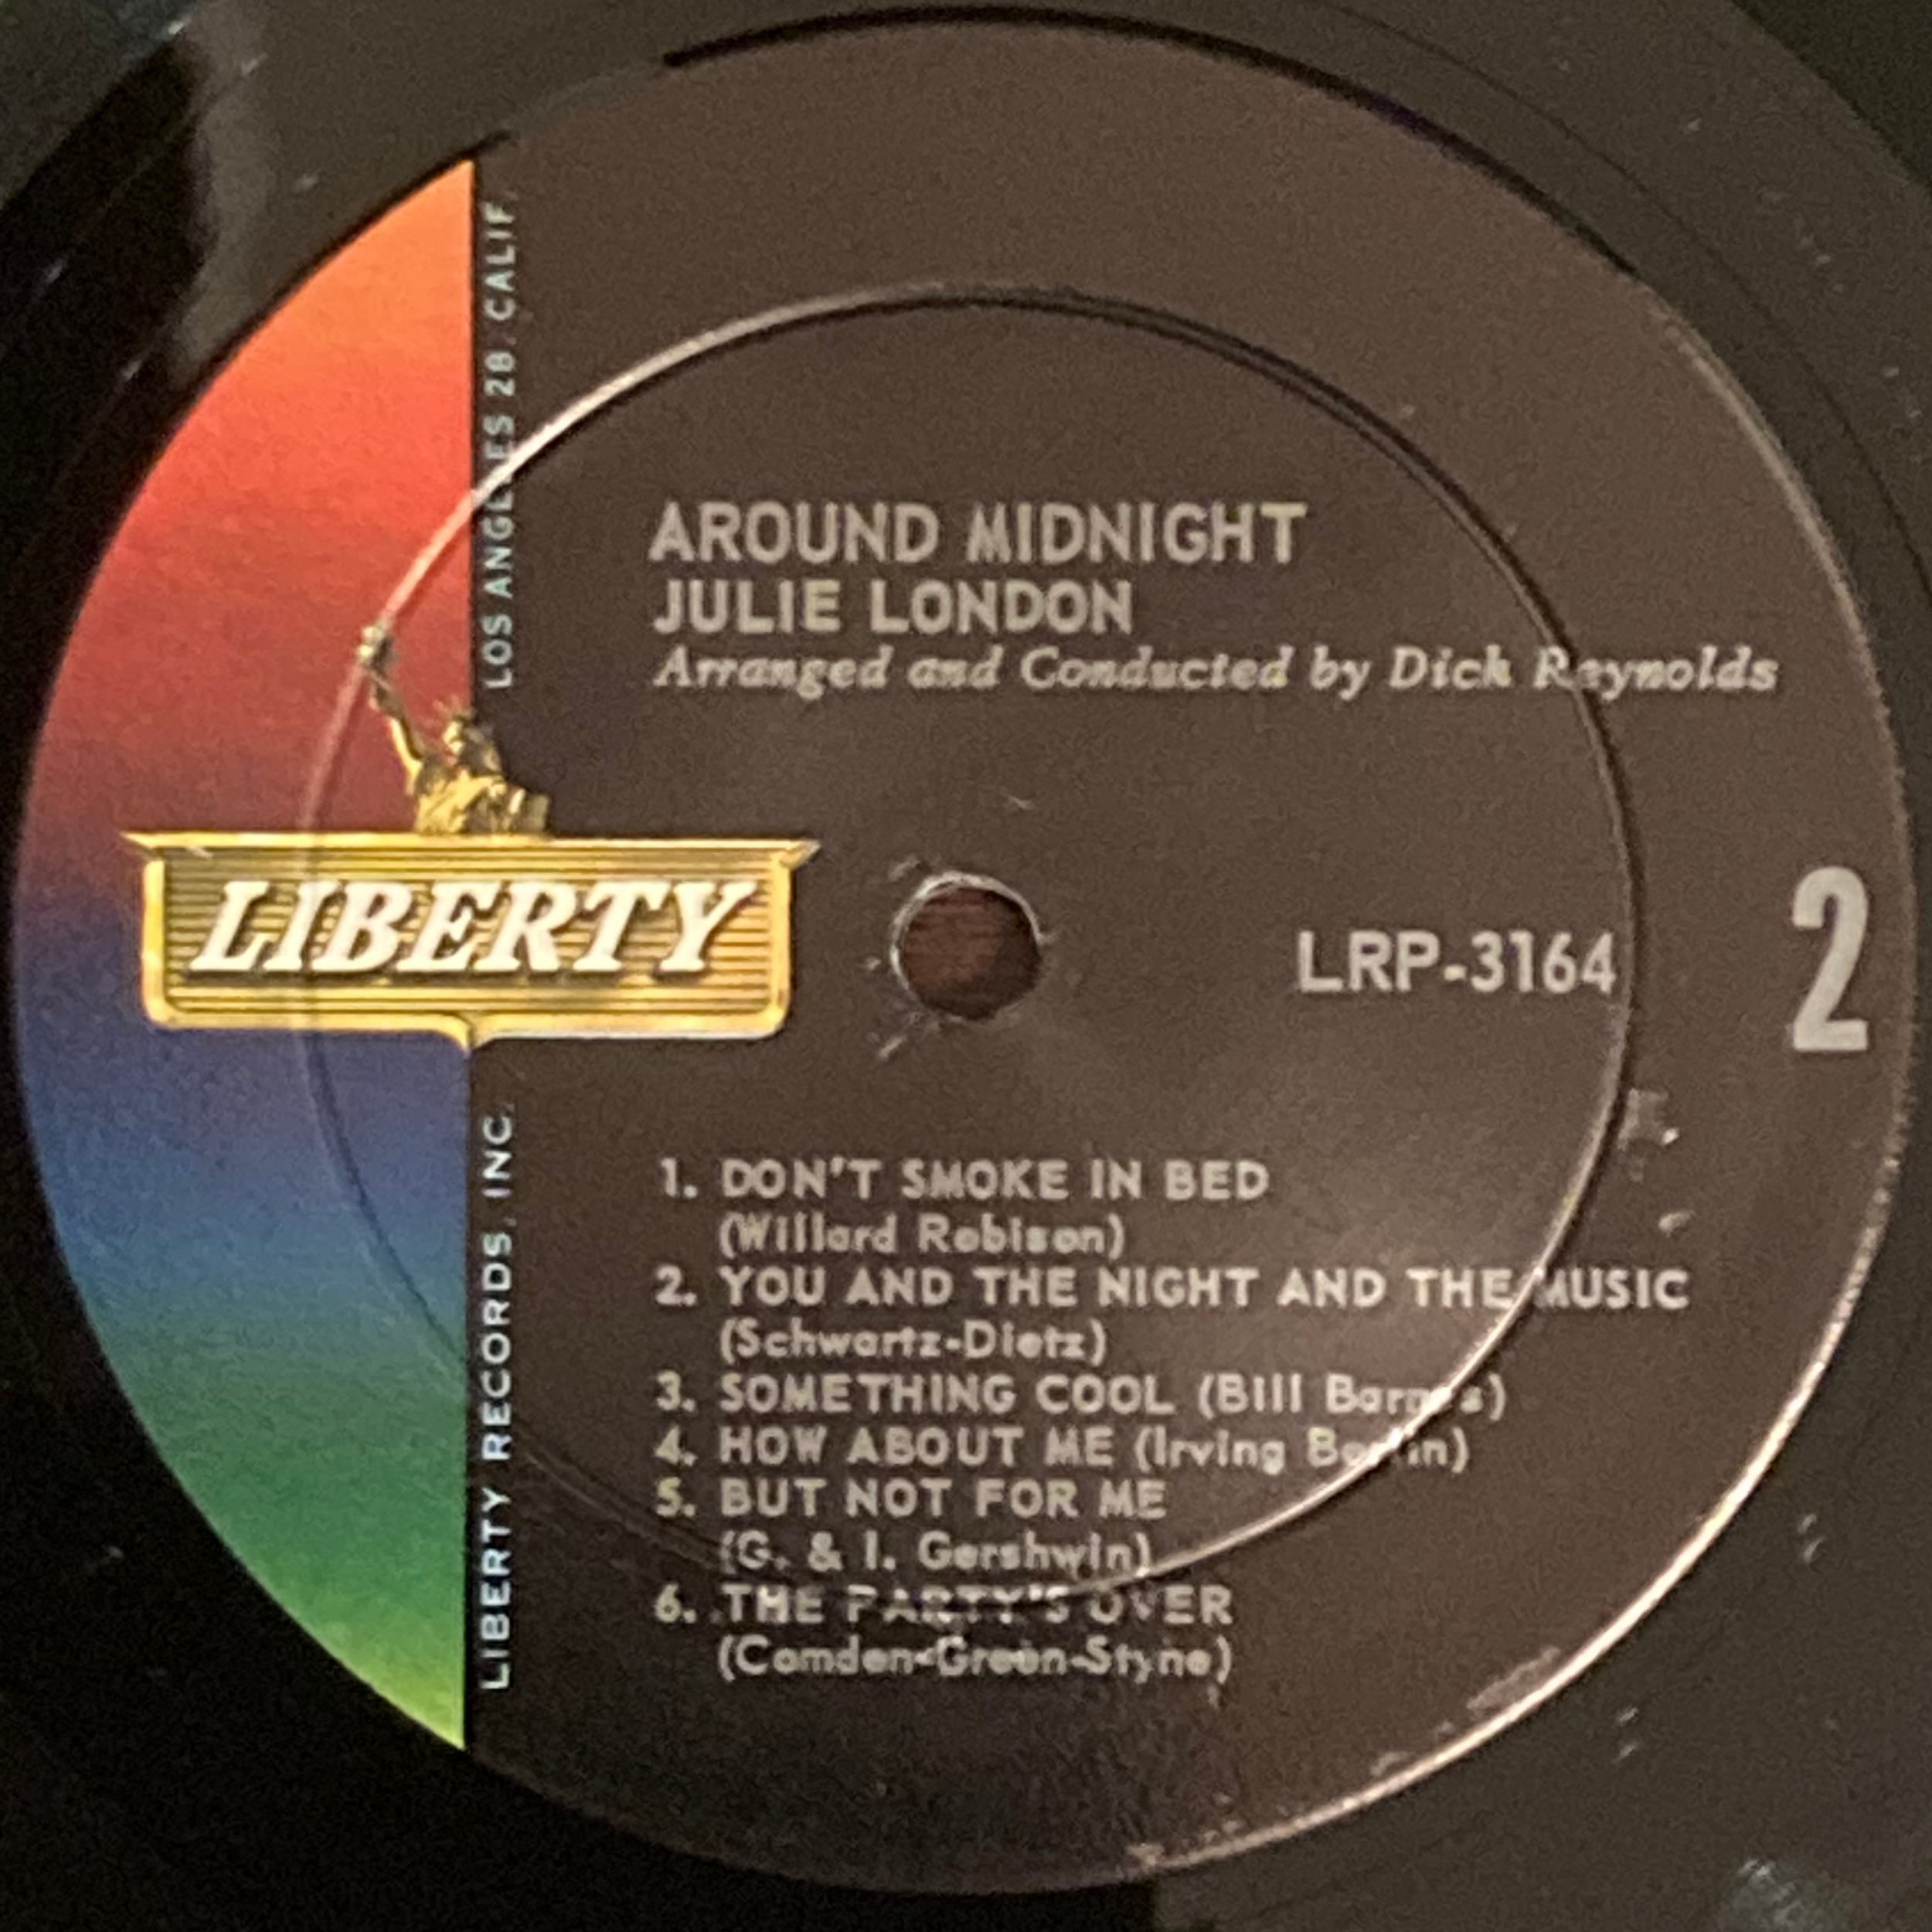 AROUND MIDNIGHT
JULIE LONDON
Arranged and Conducted by Dick Reynolds
LIBERTY
LRP-3164
2
1. DON'T SMOKE IN BED
(Willard Robison)
2. YOU AND THE NIGHT AND THE MUSIC
(Schwartz-Dietz)
3. SOMETHING COOL (Bill Barnes)
4. HOW ABOUT ME (Irving Berlin)
5. BUT NOT FOR ME
(G. & I. Gershwin)
6. THE PARTY'S OVER
(Comden-Green-Styne)
LIBERTY RECORDS, INC.
LOS ANGELES 28, CALIF.